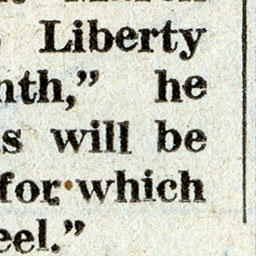 Liberty
nth,” he
s will be
for which
eel.”